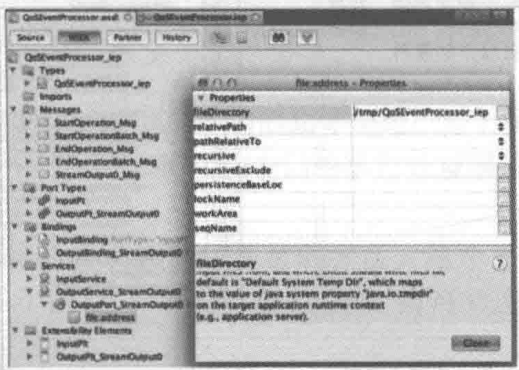 QoSEventProcessor.wsdl
QoSEventProcessor.iep
Source
WSDL
Partner
History
QoSEventProcessor_iep
Types
QoSEventProcessor_iep
Imports
Messages
StartOperation_Msg
StartOperationBatch_Msg
EndOperation_Msg
EndOperationBatch_Msg
StreamOutput0_Msg
Port Types
InputPt
OutputPt_StreamOutput0
Bindings
InputBinding PortType="Input
OutputBinding_StreamOutput0
Services
InputService
OutputService_StreamOutput0
OutputPort_StreamOutput0
file:address
Extensibility Elements
InputPlt
OutputPlt_StreamOutput0
file:address - Properties
Properties
fileDirectory /tmp/QoSEventProcessor_iep
relativePath
pathRelativeTo
recursive
recursiveExclude
persistenceBaseLoc
lockName
workArea
seqName
fileDirectory
default is "Default System Temp Dir", which maps
to the value of java system property "java.io.tmpdir"
on the target application runtime context
(e.g., application server).
Close